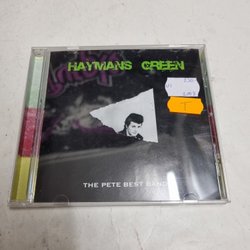 HAYMANS GREEN
T
THE PETE BEST BAND